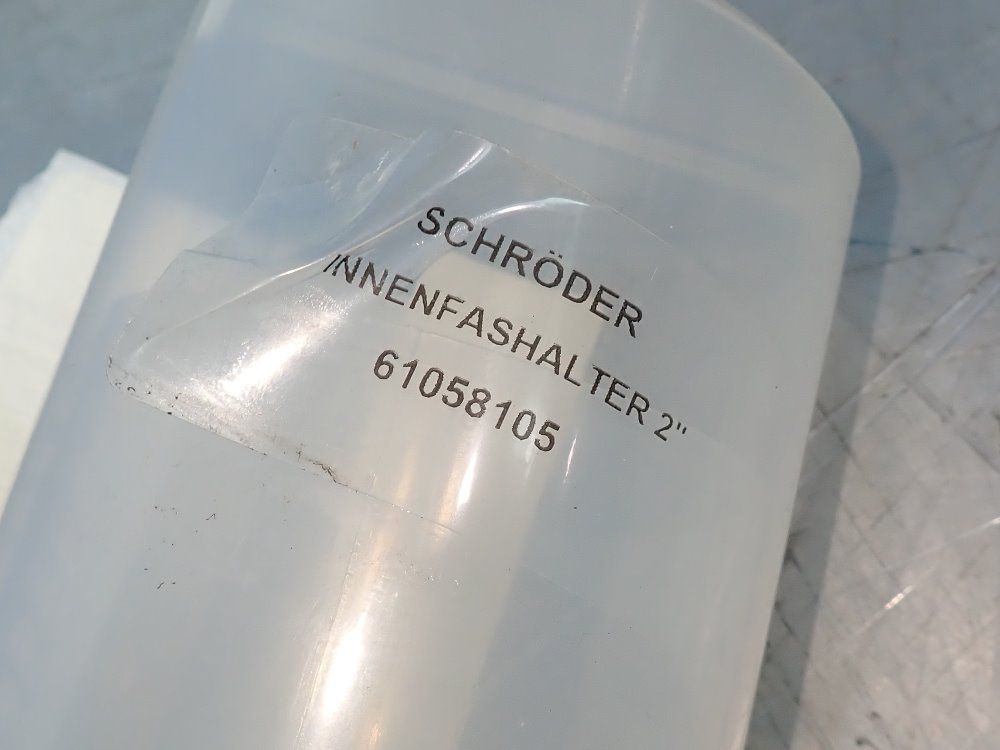 SCHRÖDER
INNENFASHALTER 2"
61058105